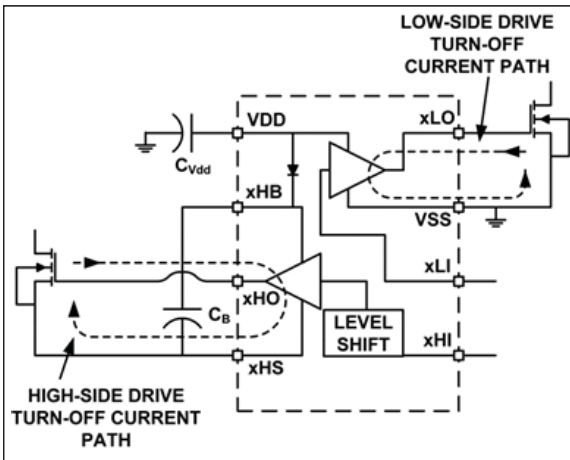 LOW-SIDE DRIVE
TURN-OFF
CURRENT PATH
VDD
xLO
CVdd
xHB
VSS
xLI
xHO
CB
LEVEL
SHIFT
xHI
xHS
HIGH-SIDE DRIVE
TURN-OFF CURRENT
PATH